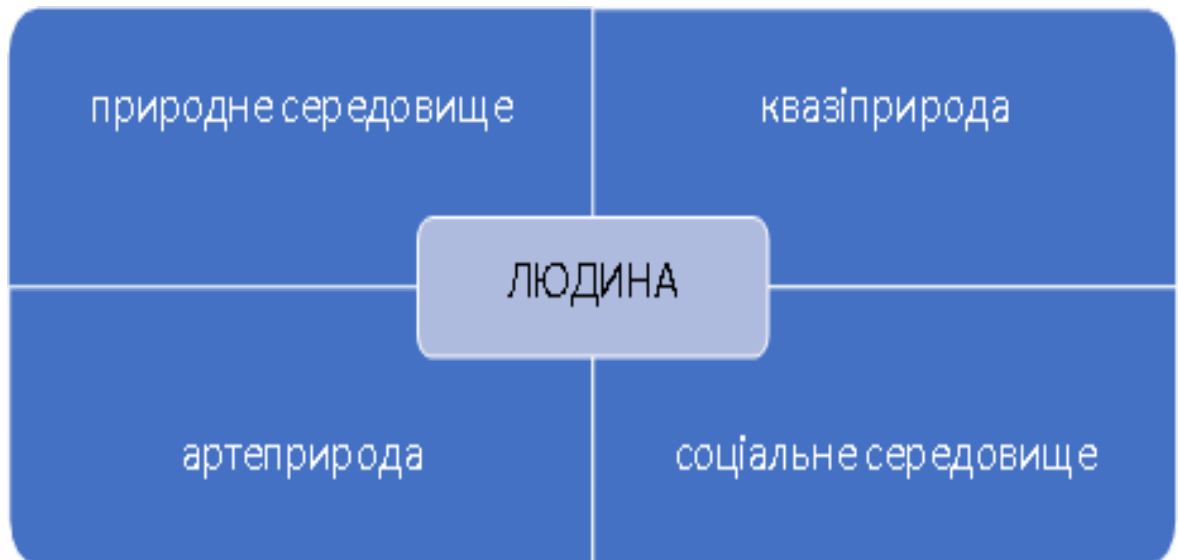 природне середовище
квазіприрода
ЛЮДИНА
артеприрода
соціальне середовище